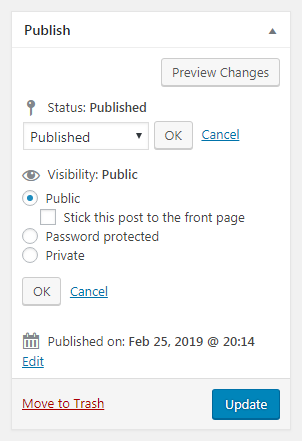 Publish
Preview Changes
Status: Published
Published OK Cancel
Visibility: Public
Public
Stick this post to the front page
Password protected
Private
OK Cancel
Published on: Feb 25, 2019 @ 20:14
Edit
Move to Trash Update